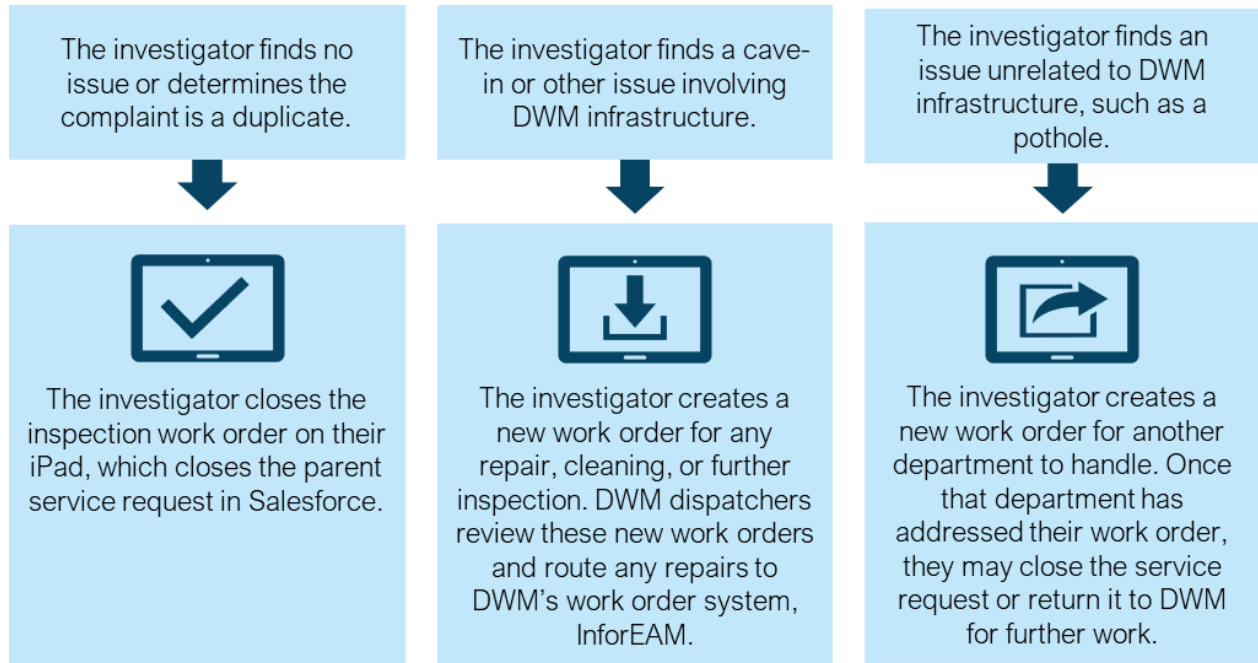 The investigator finds no
issue or determines the
complaint is a duplicate.
The investigator closes the
inspection work order on their
iPad, which closes the parent
service request in Salesforce.
The investigator finds a cave-
in or other issue involving
DWM infrastructure.
The investigator creates a
new work order for any
repair, cleaning, or further
inspection. DWM dispatchers
review these new work orders
and route any repairs to
DWM’s work order system,
InforEAM.
The investigator finds an
issue unrelated to DWM
infrastructure, such as a
pothole.
The investigator creates a
new work order for another
department to handle. Once
that department has
addressed their work order,
they may close the service
request or return it to DWM
for further work.